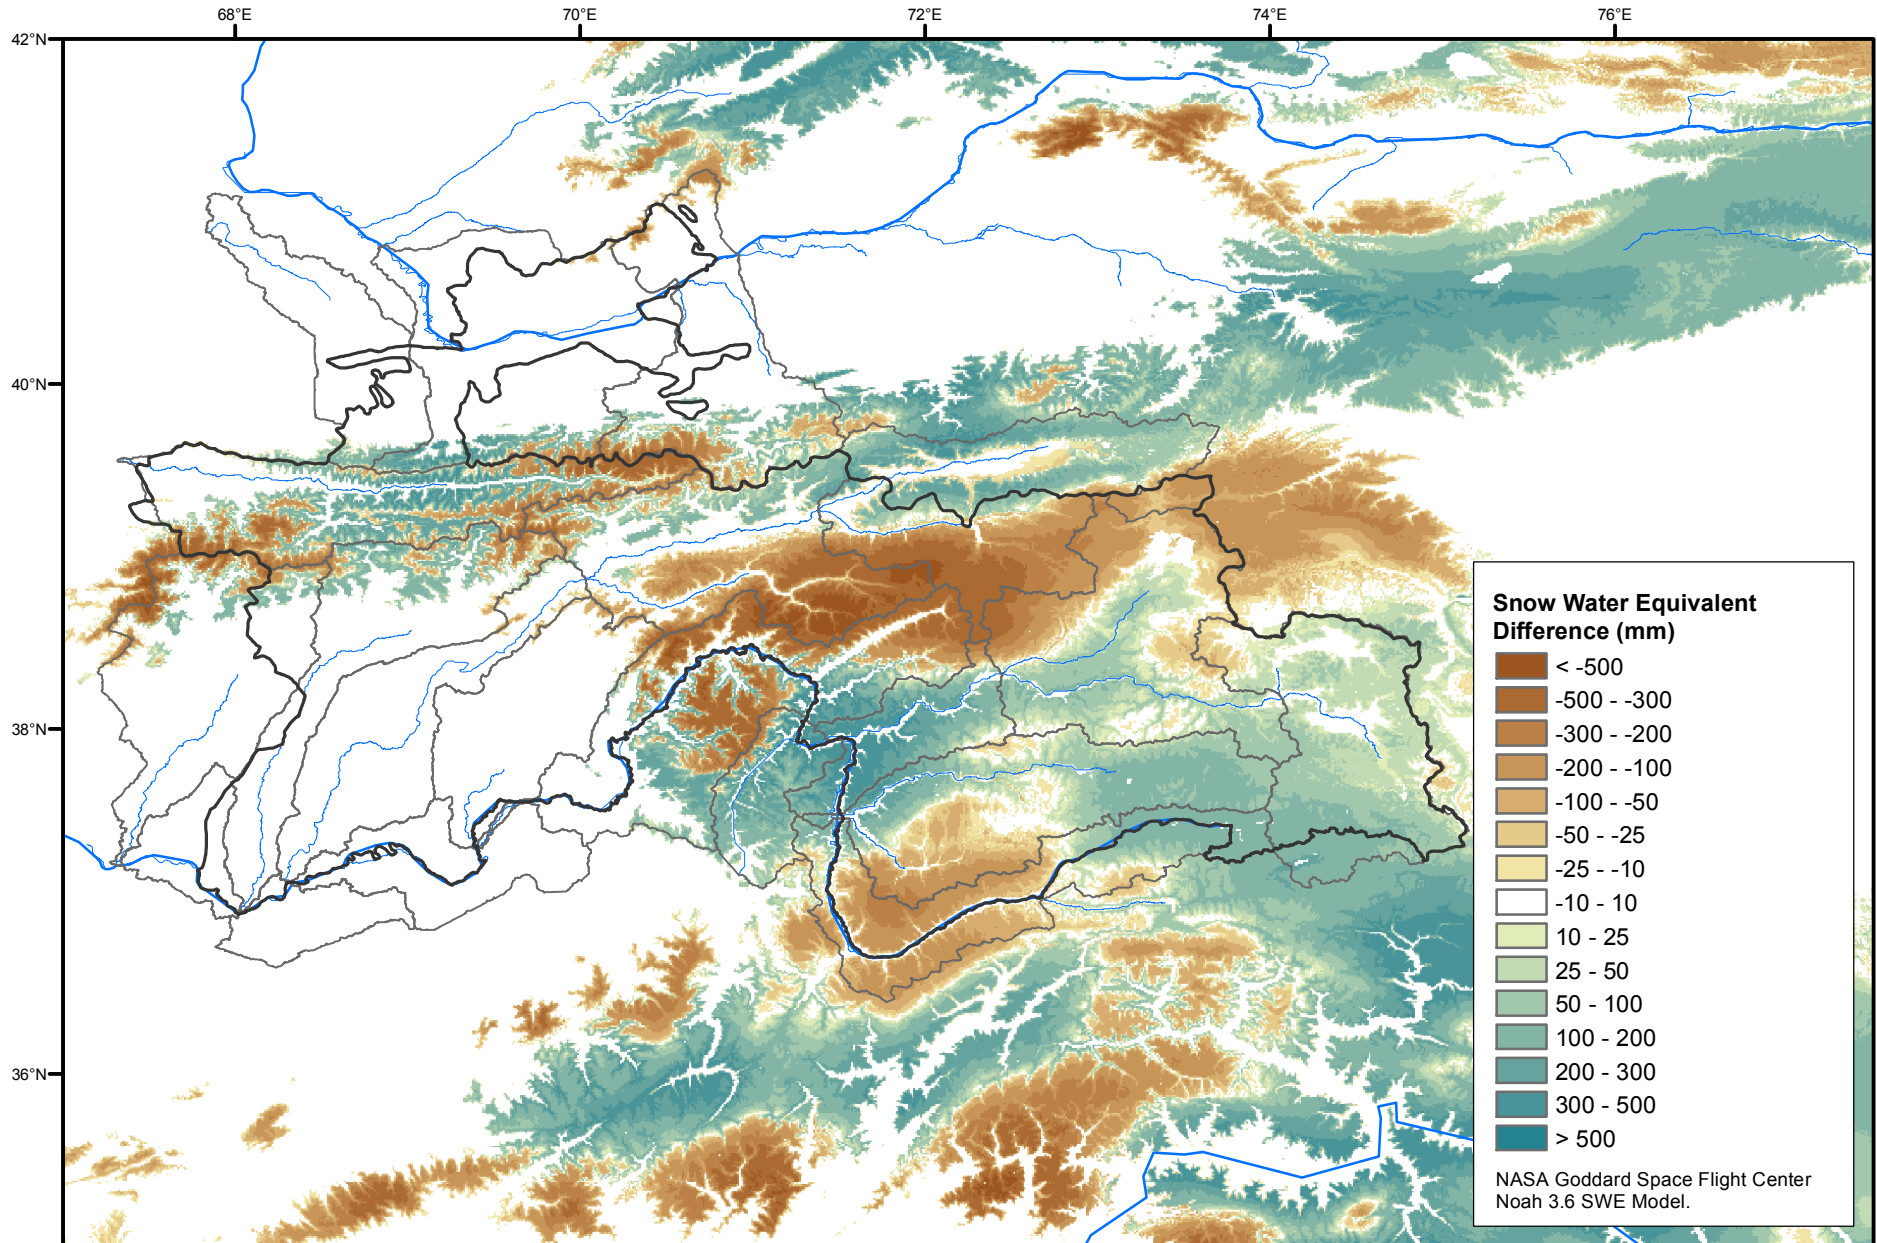 68°E
70°E
72°E
74°E
76°E
42°N
40°N
38°N
36°N
Snow Water Equivalent
Difference (mm)
< -500
-500 - -300
-300 - -200
-200 - -100
-100 - -50
-50 - -25
-25 - -10
-10 - 10
10 - 25
25 - 50
50 - 100
100 - 200
200 - 300
300 - 500
> 500
NASA Goddard Space Flight Center
Noah 3.6 SWE Model.